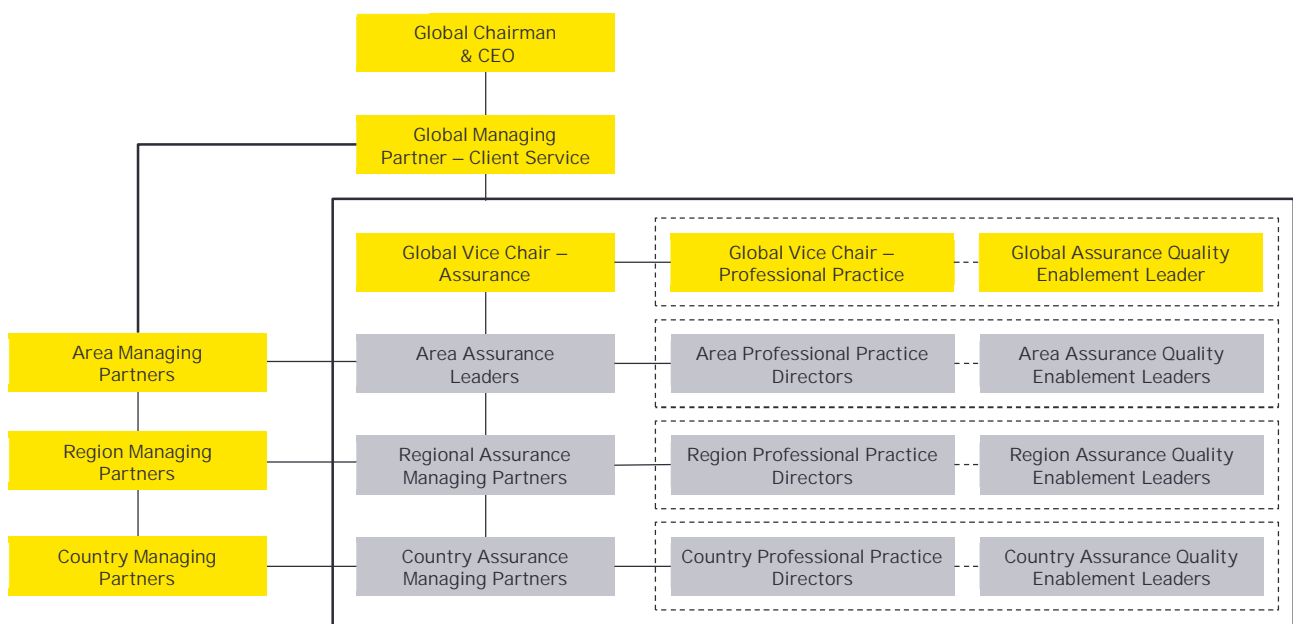 Global Chairman
& CEO
Global Managing
Partner – Client Service
Global Vice Chair –
Assurance
Global Vice Chair –
Professional Practice
Global Assurance Quality
Enablement Leader
Area Managing
Partners
Area Assurance
Leaders
Area Professional Practice
Directors
Area Assurance Quality
Enablement Leaders
Region Managing
Partners
Regional Assurance
Managing Partners
Region Professional Practice
Directors
Region Assurance Quality
Enablement Leaders
Country Managing
Partners
Country Assurance
Managing Partners
Country Professional Practice
Directors
Country Assurance Quality
Enablement Leaders